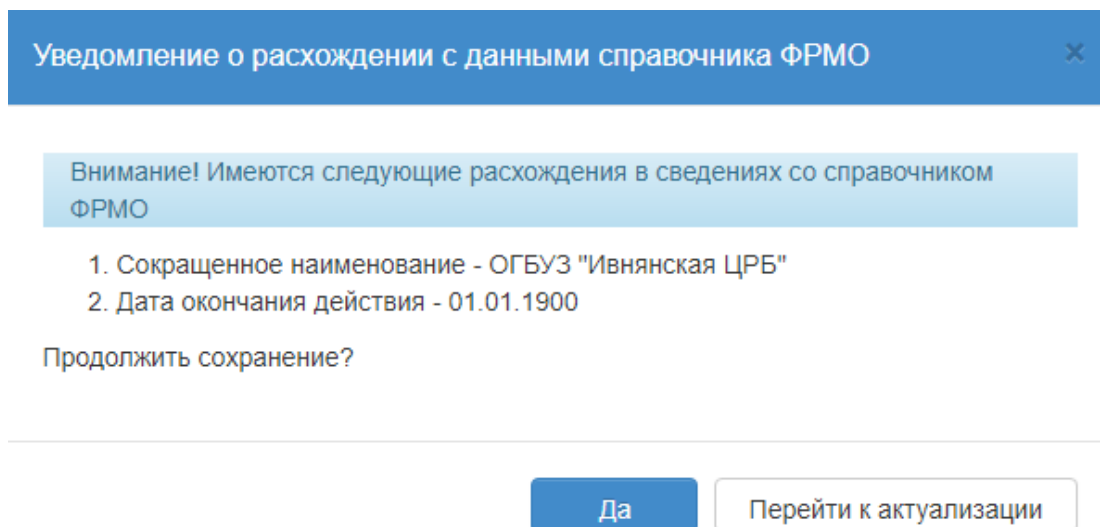 Уведомление о расхождении с данными справочника ФРМО
×
Внимание! Имеются следующие расхождения в сведениях со справочником
ФРМО
1. Сокращенное наименование - ОГБУЗ "Ивнянская ЦРБ"
2. Дата окончания действия - 01.01.1900
Продолжить сохранение?
Да
Перейти к актуализации